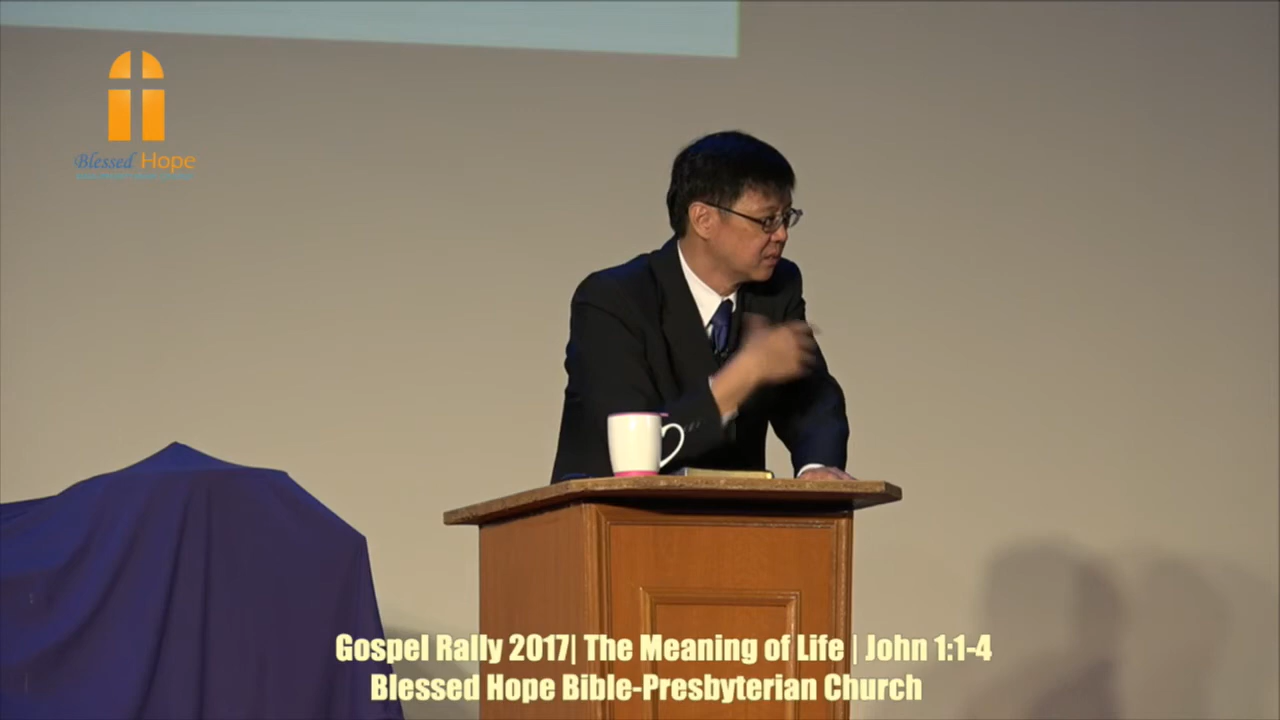 Blessed Hope
Gospel Rally 2017| The Meaning of Life | John 1:1-4
Blessed Hope Bible-Presbyterian Church